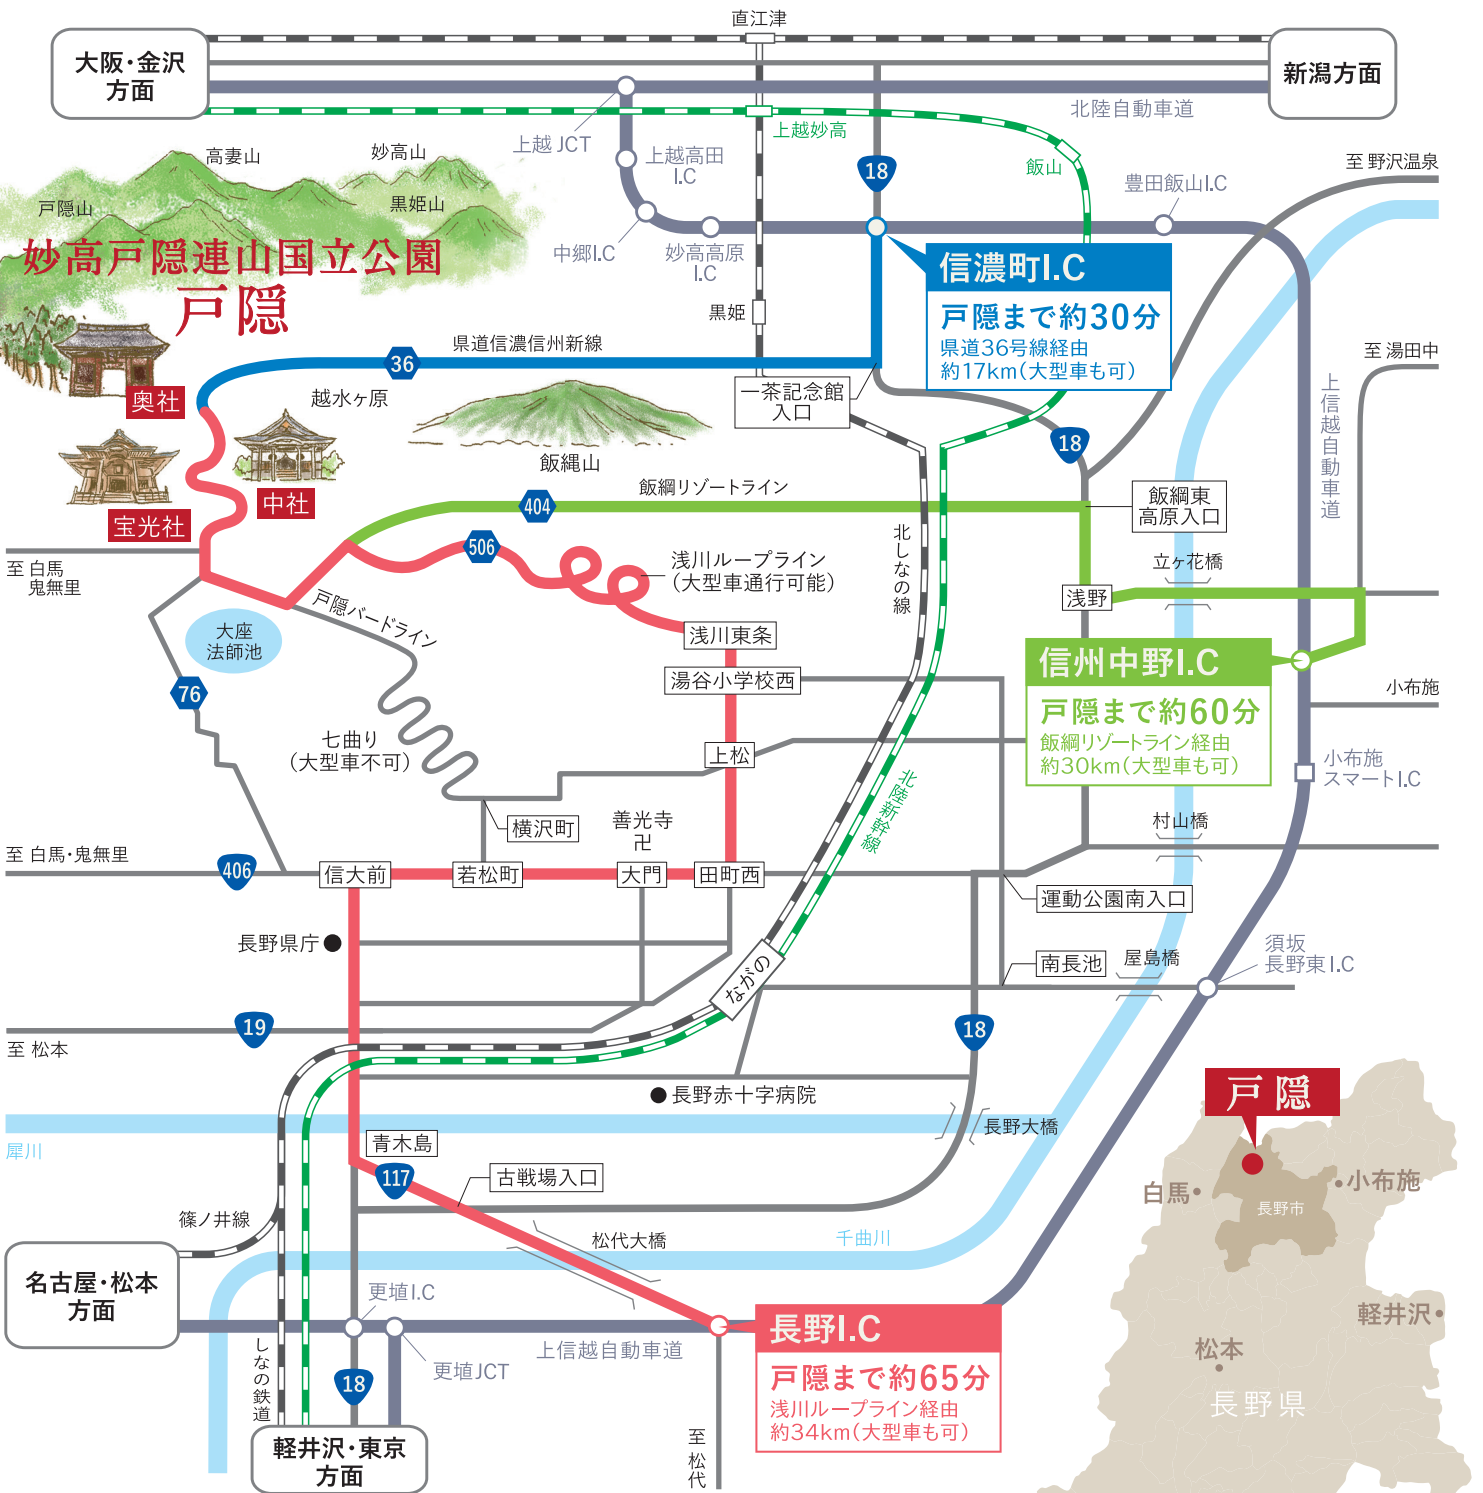 直江津
大阪・金沢
方面
新潟方面
北陸自動車道
上越JCT
上越妙高
上越高田
I.C
飯山
18
豊田飯山I.C
至 野沢温泉
高妻山
妙高山
戸隠山
黒姫山
妙高戸隠連山国立公園
戸隠
中郷I.C
妙高高原
I.C
黒姫
信濃町I.C
戸隠まで約30分
県道36号線経由
約17km(大型車も可)
県道信濃信州新線
36
至 湯田中
上信越自動車道
奥社
越水ヶ原
一茶記念館
入口
18
飯縄山
中社
宝光社
飯綱リゾートライン
404
飯綱東
高原入口
506
北しなの線
浅川ループライン
(大型車通行可能)
立ヶ花橋
至 白馬
鬼無里
浅野
戸隠バードライン
大座
法師池
浅川東条
湯谷小学校西
信州中野I.C
戸隠まで約60分
飯綱リゾートライン経由
約30km(大型車も可)
76
小布施
七曲り
(大型車不可)
上松
小布施
スマートI.C
北陸新幹線
横沢町
善光寺
卍
村山橋
至 白馬・鬼無里
406
信大前
若松町
大門
田町西
運動公園南入口
長野県庁
須坂
長野東I.C
南長池
屋島橋
ながの
19
至 松本
18
長野赤十字病院
戸隠
犀川
青木島
長野大橋
117
古戦場入口
白馬
小布施
長野市
篠ノ井線
松代大橋
千曲川
名古屋・松本
方面
更埴I.C
長野I.C
戸隠まで約65分
浅川ループライン経由
約34km(大型車も可)
上信越自動車道
更埴JCT
しなの鉄道
18
軽井沢
松本
長野県
軽井沢・東京
方面
至 松代